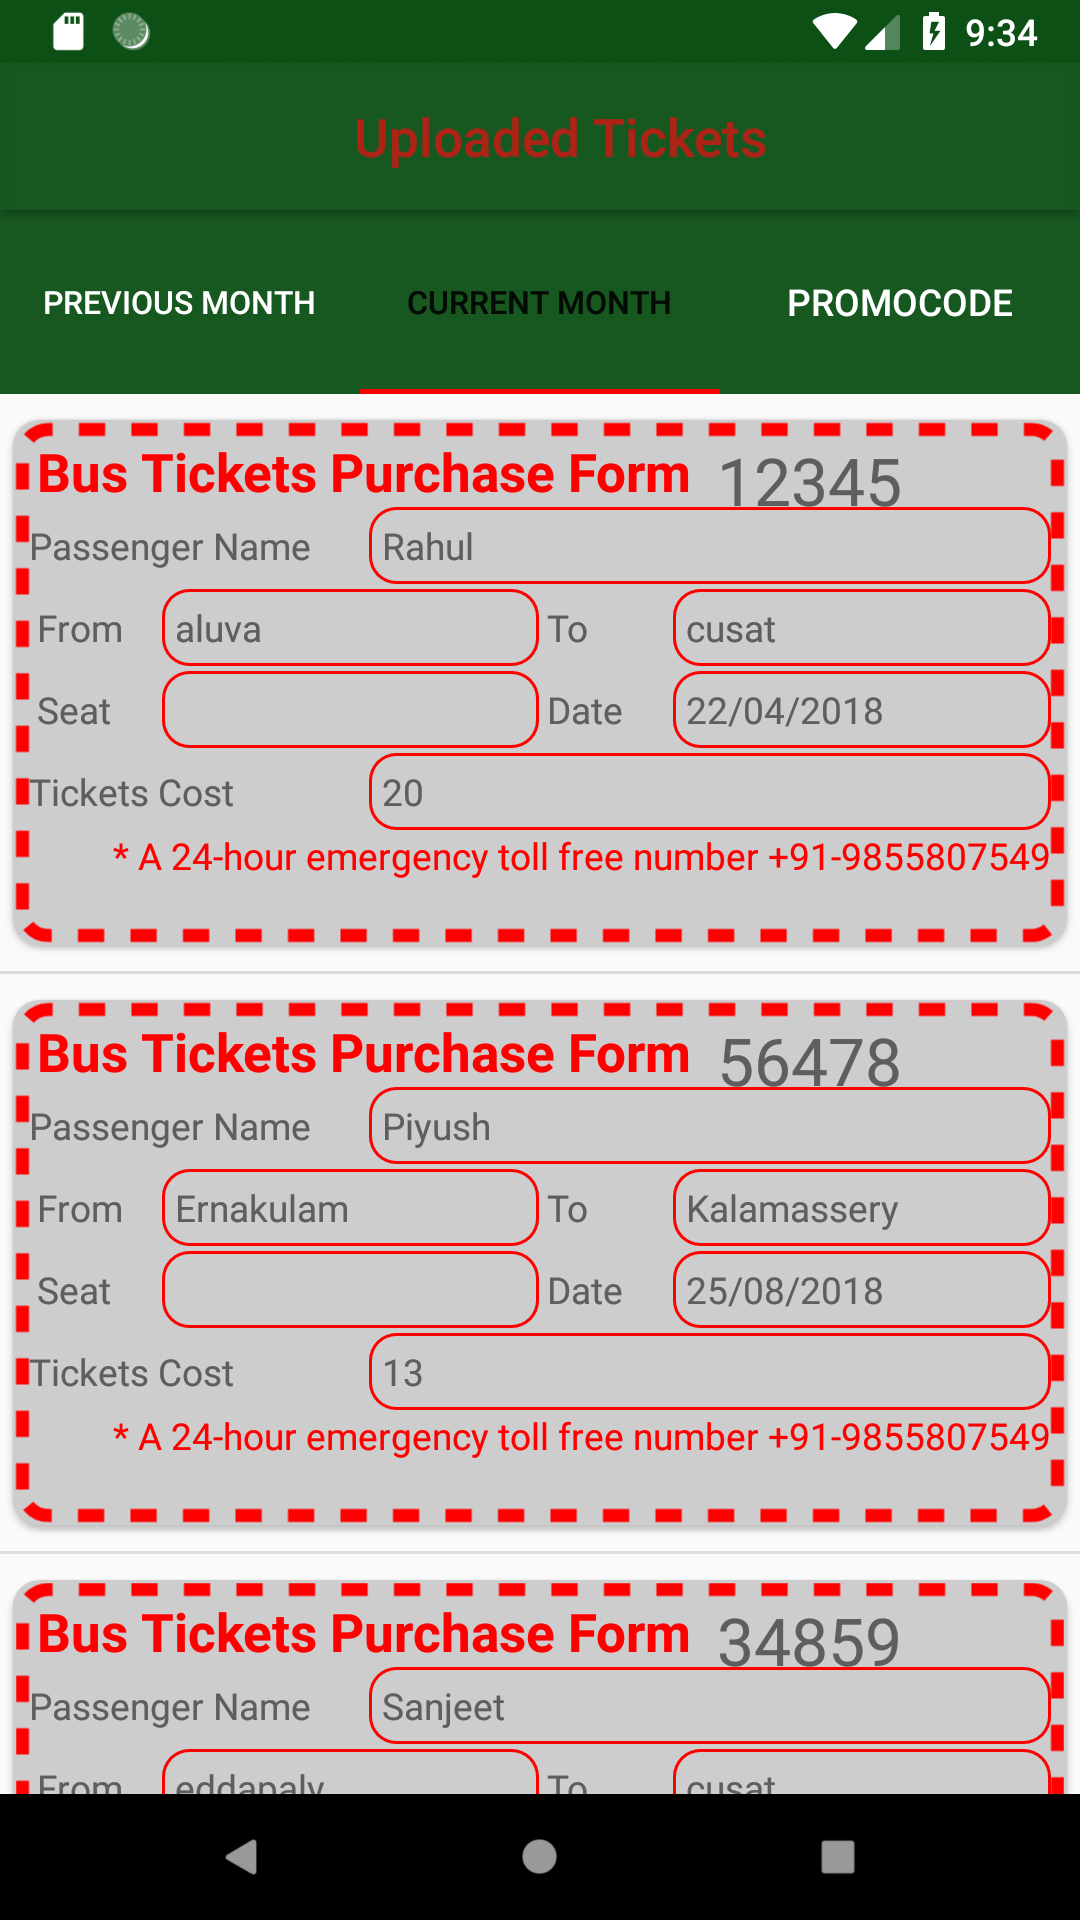 9:34
Uploaded Tickets
PREVIOUS MONTH CURRENT MONTH PROMOCODE
Bus Tickets Purchase Form 12345
Passenger Name Rahul
From aluva To cusat
Seat Date 22/04/2018
Tickets Cost 20
* A 24-hour emergency toll free number +91-9855807549
Bus Tickets Purchase Form 56478
Passenger Name Piyush
From Ernakulam To Kalamassery
Seat Date 25/08/2018
Tickets Cost 13
* A 24-hour emergency toll free number +91-9855807549
Bus Tickets Purchase Form 34859
Passenger Name Sanjeet
From eddapaly To cusat